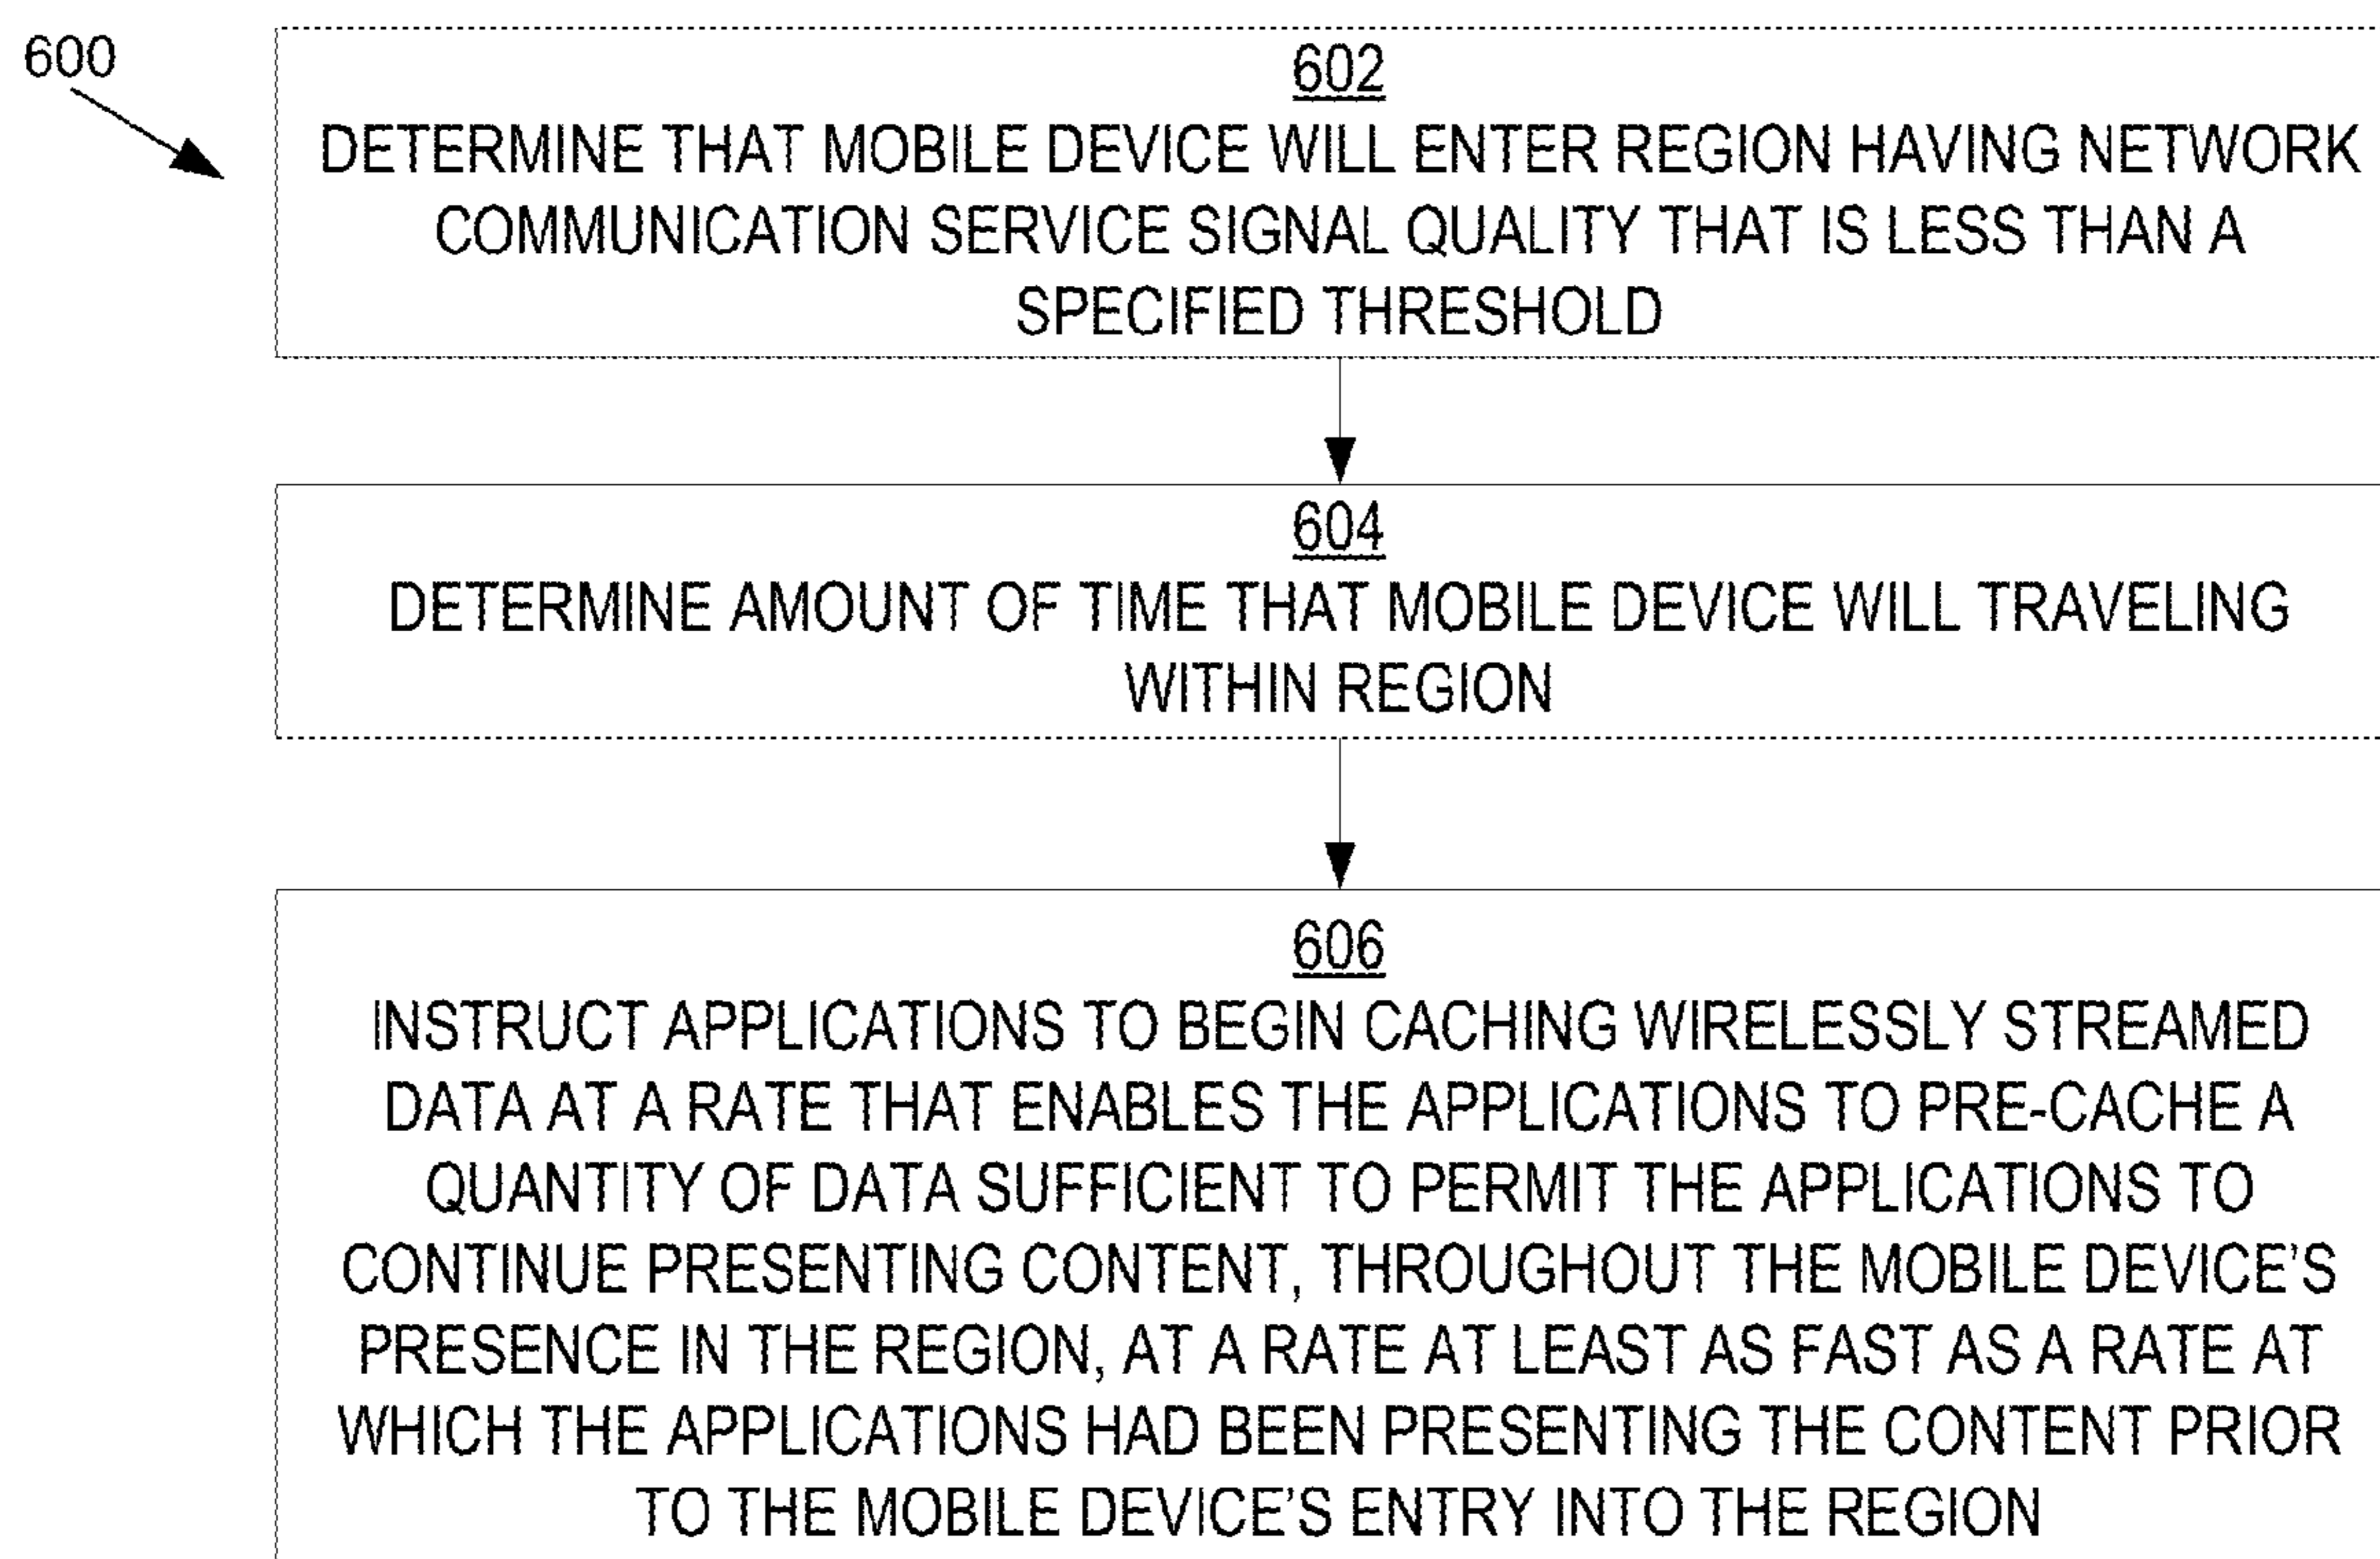 600
602
DETERMINE THAT MOBILE DEVICE WILL ENTER REGION HAVING NETWORK
COMMUNICATION SERVICE SIGNAL QUALITY THAT IS LESS THAN A
SPECIFIED THRESHOLD
604
DETERMINE AMOUNT OF TIME THAT MOBILE DEVICE WILL TRAVELING
WITHIN REGION
606
INSTRUCT APPLICATIONS TO BEGIN CACHING WIRELESSLY STREAMED
DATA AT A RATE THAT ENABLES THE APPLICATIONS TO PRE-CACHE A
QUANTITY OF DATA SUFFICIENT TO PERMIT THE APPLICATIONS TO
CONTINUE PRESENTING CONTENT, THROUGHOUT THE MOBILE DEVICE'S
PRESENCE IN THE REGION, AT A RATE AT LEAST AS FAST AS A RATE AT
WHICH THE APPLICATIONS HAD BEEN PRESENTING THE CONTENT PRIOR
TO THE MOBILE DEVICE'S ENTRY INTO THE REGION